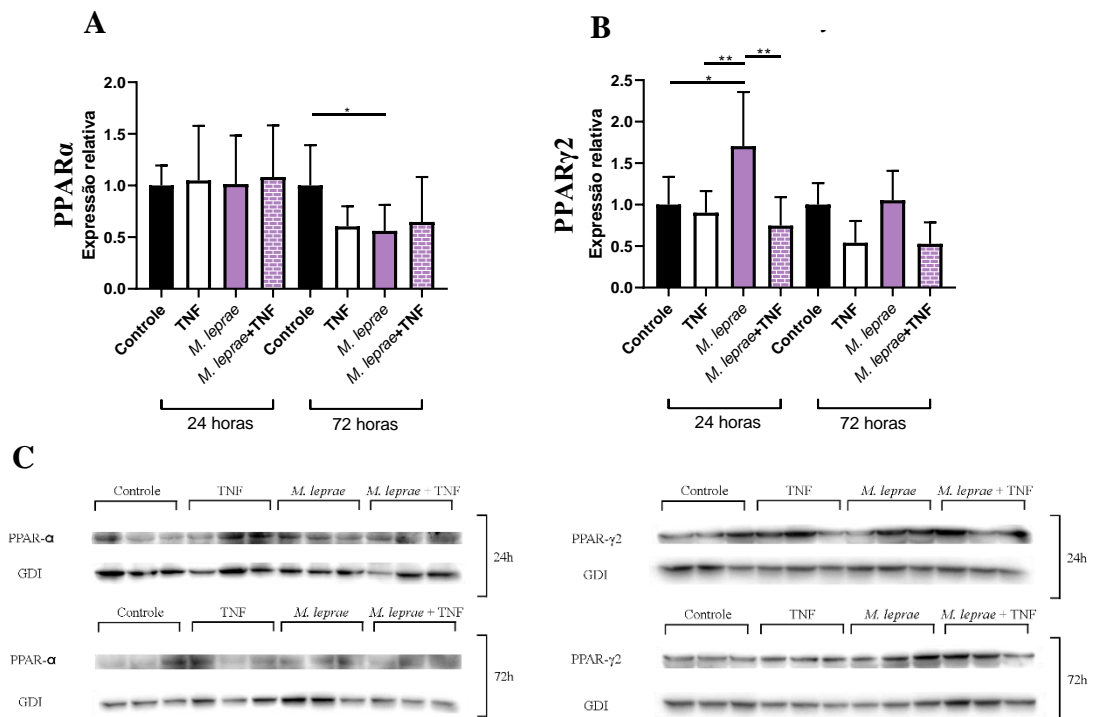 A
PPARα
Expressão relativa
2.0
1.5
1.0
0.5
0.0
*
Controle
TNF
M. leprae
M. leprae+TNF
Controle
TNF
M. leprae
M. leprae+TNF
24 horas
72 horas
B
PPARγ2
Expressão relativa
2.5
2.0
1.5
1.0
0.5
0.0
**
**
*
Controle
TNF
M. leprae
M. leprae+TNF
Controle
TNF
M. leprae
M. leprae+TNF
24 horas
72 horas
C
Controle TNF M. leprae M. leprae + TNF
PPAR-α
GDI
24h
Controle TNF M. leprae M. leprae + TNF
PPAR-α
GDI
72h
Controle TNF M. leprae M. leprae + TNF
PPAR-γ2
GDI
24h
Controle TNF M. leprae M. leprae + TNF
PPAR-γ2
GDI
72h